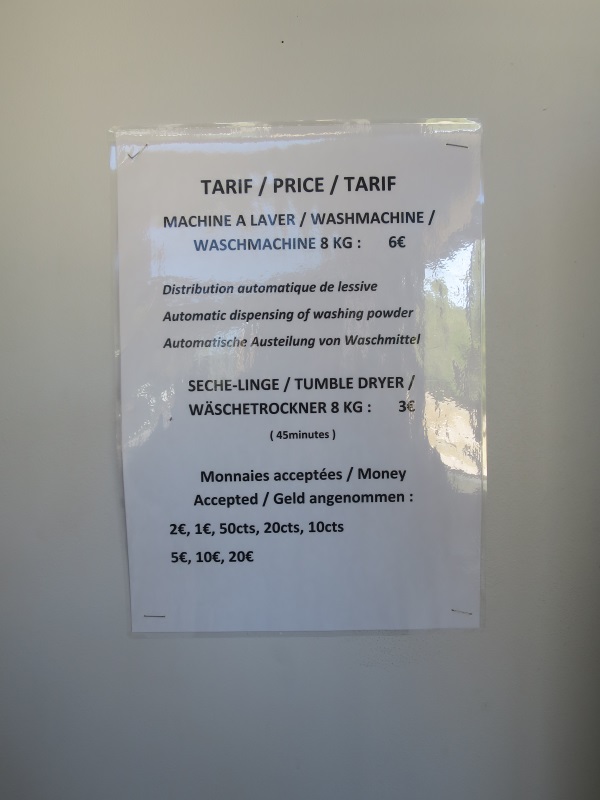 TARIF / PRICE / TARIF
MACHINE A LAVER / WASHMACHINE /
WASCHMACHINE 8 KG : 6€
Distribution automatique de lessive
Automatic dispensing of washing powder
Automatische Austeilung von Waschmittel
SECHE-LINGE / TUMBLE DRYER /
WÄSCHETROCKNER 8 KG : 3€
( 45minutes )
Monnaies acceptées / Money
Accepted / Geld angenommen :
2€, 1€, 50cts, 20cts, 10cts
5€, 10€, 20€